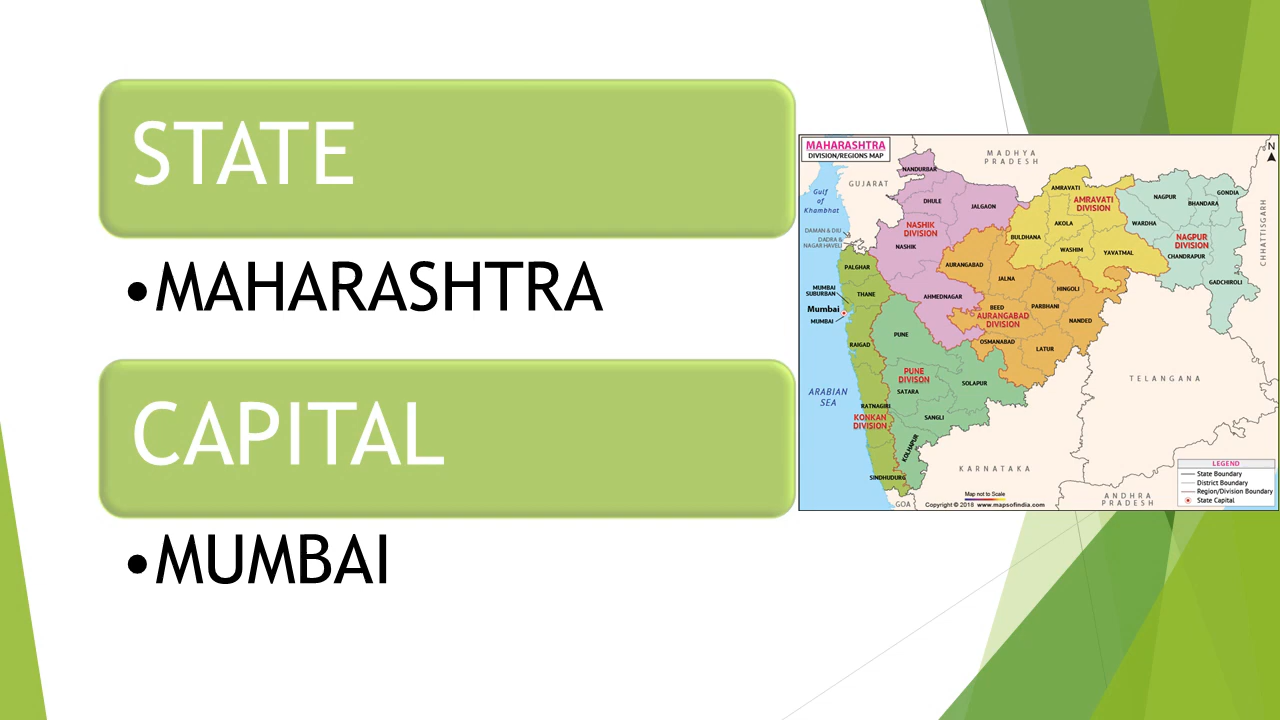 STATE
•MAHARASHTRA
CAPITAL
•MUMBAI
MAHARASHTRA
DIVISION/REGIONS MAP
N
MADHYA
PRADESH
GUJARAT
Gulf
of
Khambhat
DAMAN & DIU
DADRA &
NAGAR HAVELI
CHHATTISGARH
NANDURBAR
DHULE
JALGAON
NASHIK
DIVISION
NASHIK
AHMEDNAGAR
AMRAVATI
AMRAVATI
DIVISION
AKOLA
BULDHANA
WASHIM
YAVATMAL
NAGPUR
GONDIA
BHANDARA
WARDHA
NAGPUR
DIVISION
CHANDRAPUR
GADCHIROLI
AURANGABAD
JALNA
HINGOLI
BEED
PARBHANI
AURANGABAD
DIVISION
NANDED
OSMANABAD
LATUR
PALGHAR
MUMBAI
SUBURBAN
THANE
Mumbai
MUMBAI
RAIGAD
PUNE
PUNE
DIVISON
SATARA
SOLAPUR
RATNAGIRI
KONKAN
DIVISION
SANGLI
KOLHAPUR
SINDHUDURG
ARABIAN
SEA
GOA
KARNATAKA
TELANGANA
ANDHRA
PRADESH
Map not to Scale
Copyright © 2018 www.mapsofindia.com
LEGEND
State Boundary
District Boundary
Region/Division Boundary
State Capital